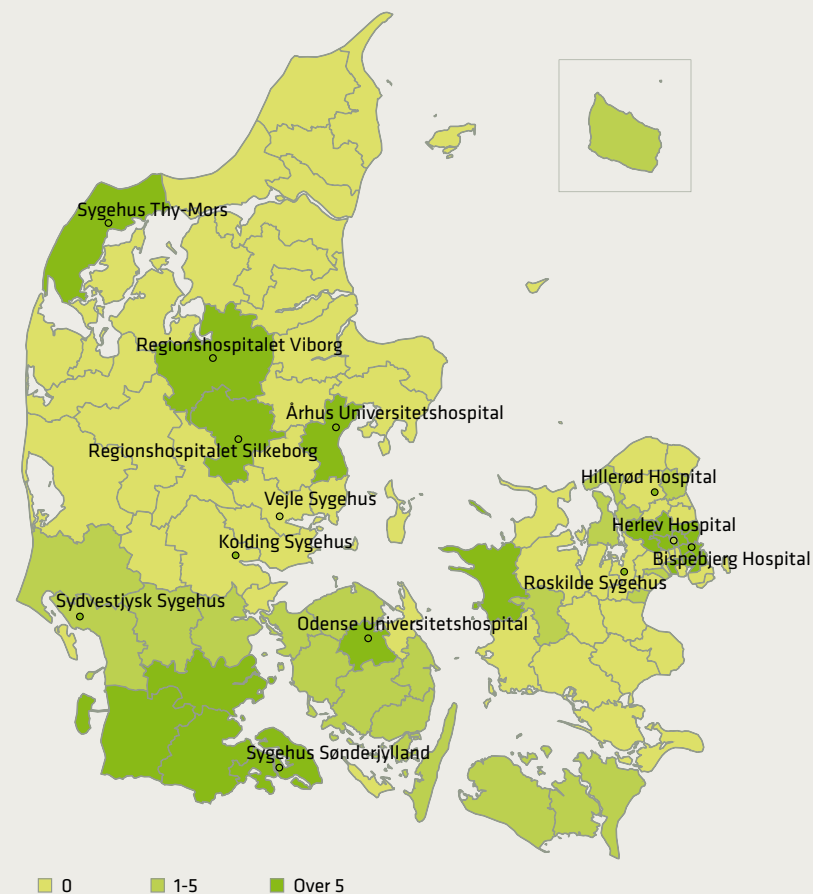 Sygehus Thy-Mors
Regionshospitalet Viborg
Århus Universitetshospital
Regionshospitalet Silkeborg
Hillerød Hospital
Vejle Sygehus
Herlev Hospital
Kolding Sygehus
Bispebjerg Hospital
Roskilde Sygehus
Sydvestjysk Sygehus
Odense Universitetshospital
Sygehus Sønderjylland
0
1-5
Over 5